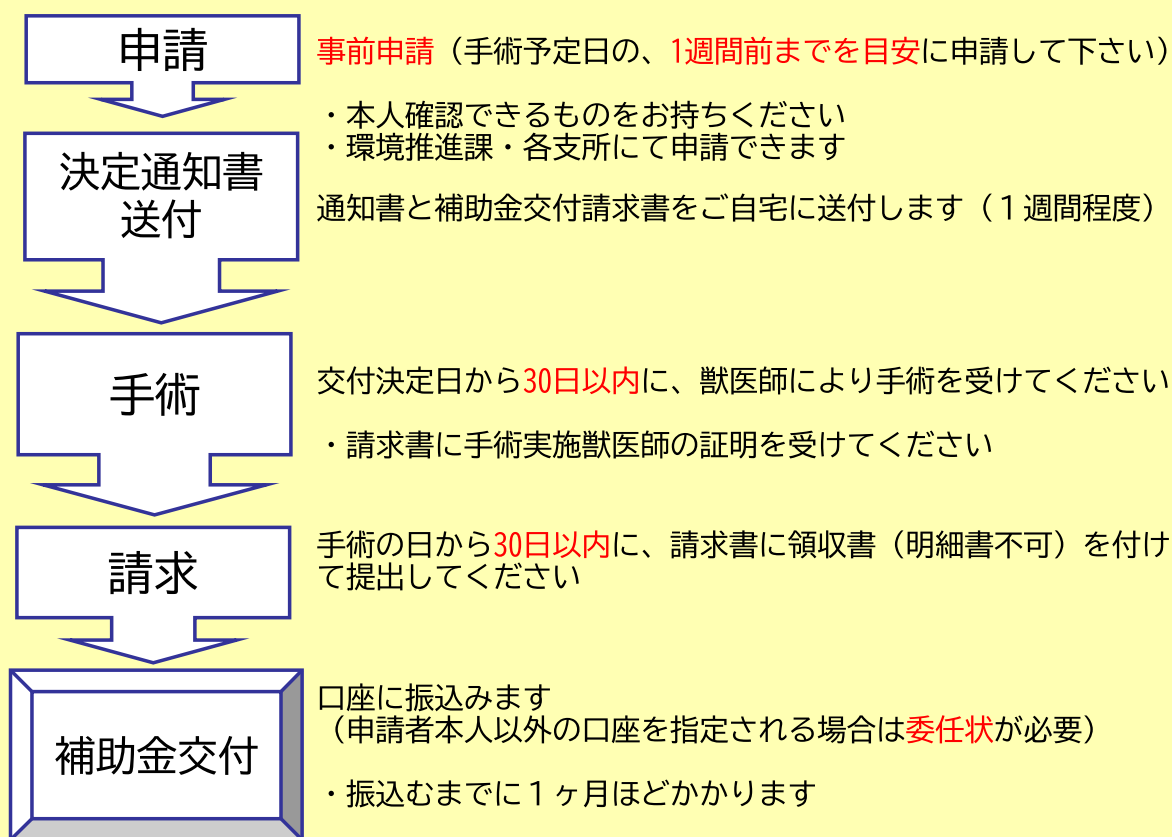 申請
事前申請（手術予定日の、1週間前までを目安に申請して下さい）
・本人確認できるものをお持ちください
・環境推進課・各支所にて申請できます
決定通知書
送付
通知書と補助金交付請求書をご自宅に送付します（１週間程度）
手術
交付決定日から30日以内に、獣医師により手術を受けてください
・請求書に手術実施獣医師の証明を受けてください
請求
手術の日から30日以内に、請求書に領収書（明細書不可）を付け
て提出してください
補助金交付
口座に振込みます
（申請者本人以外の口座を指定される場合は委任状が必要）
・振込むまでに１ヶ月ほどかかります